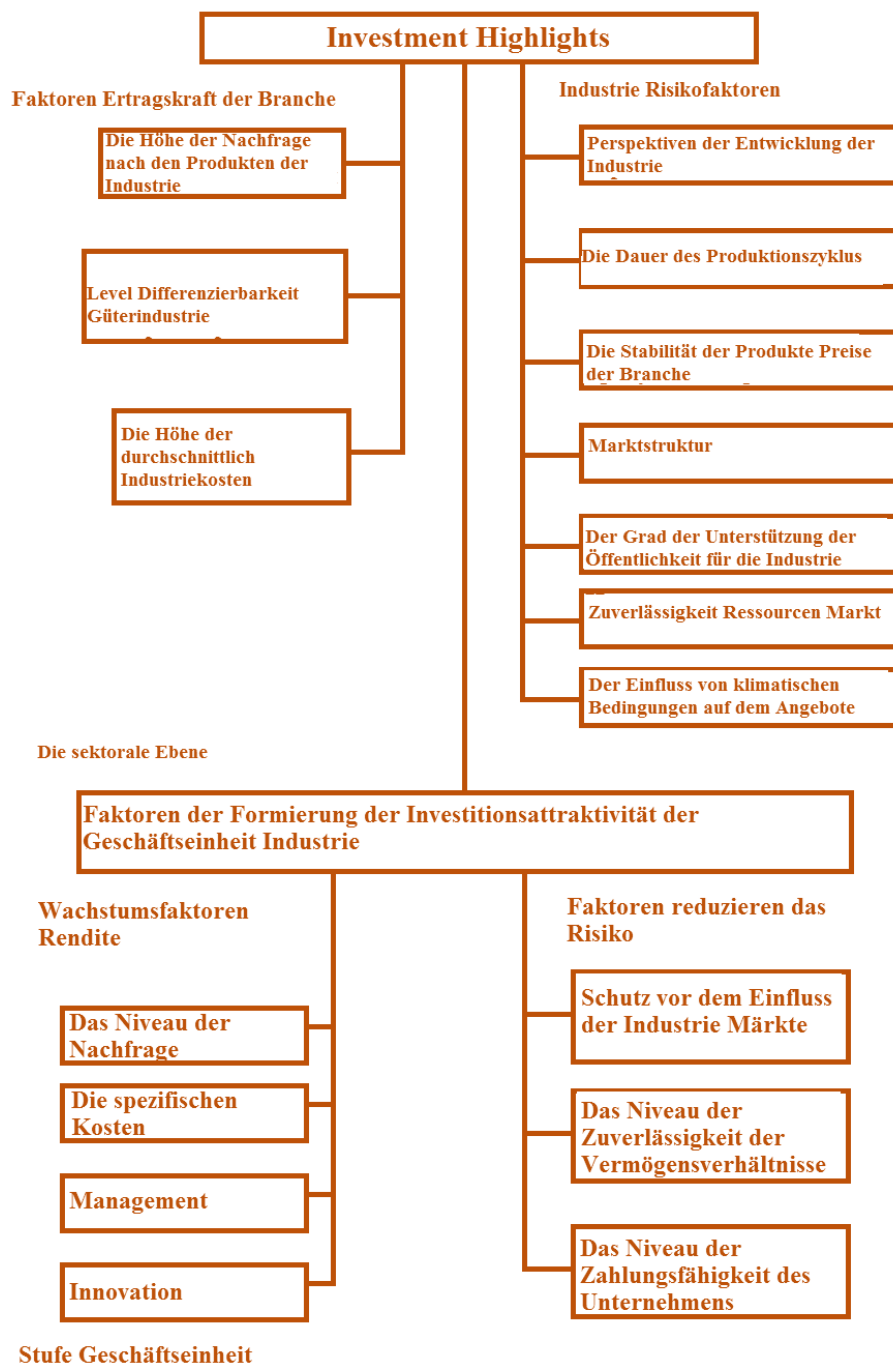 Investment Highlights
Faktoren Ertragskraft der Branche
Die Höhe der Nachfrage
nach den Produkten der
Industrie
Level Differenzierbarkeit
Güterindustrie
Die Höhe der
durchschnittlich
Industriekosten
Industrie Risikofaktoren
Perspektiven der Entwicklung der
Industrie
Die Dauer des Produktionszyklus
Die Stabilität der Produkte Preise
der Branche
Marktstruktur
Der Grad der Unterstützung der
Öffentlichkeit für die Industrie
Zuverlässigkeit Ressourcen Markt
Der Einfluss von klimatischen
Bedingungen auf dem Angebote
Die sektorale Ebene
Faktoren der Formierung der Investitionsattraktivität der
Geschäftseinheit Industrie
Wachstumsfaktoren
Rendite
Das Niveau der
Nachfrage
Die spezifischen
Kosten
Management
Innovation
Faktoren reduzieren das
Risiko
Schutz vor dem Einfluss
der Industrie Märkte
Das Niveau der
Zuverlässigkeit der
Vermögensverhältnisse
Das Niveau der
Zahlungsfähigkeit des
Unternehmens
Stufe Geschäftseinheit